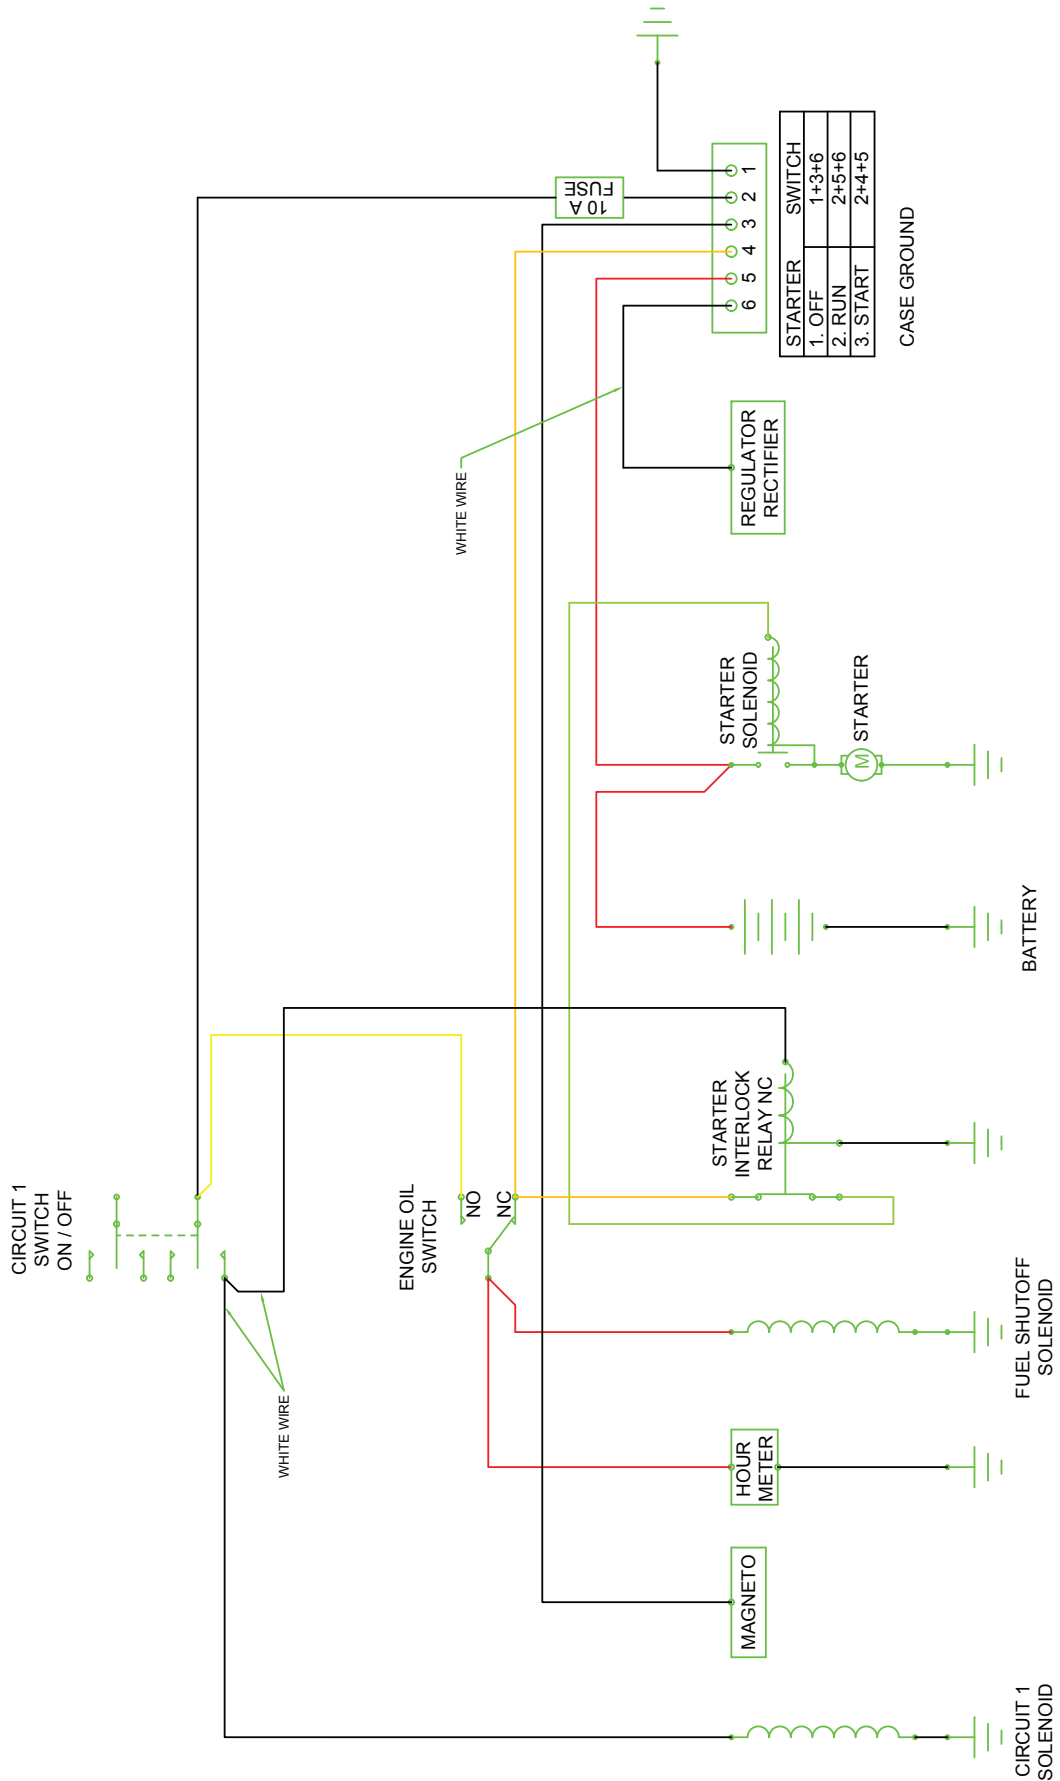 CIRCUIT 1
SWITCH
ON / OFF
WHITE WIRE
ENGINE OIL
SWITCH
NO
NC
WHITE WIRE
10 A
FUSE
CIRCUIT 1
SOLENOID
MAGNETO
HOUR
METER
FUEL SHUTOFF
SOLENOID
STARTER
INTERLOCK
RELAY NC
BATTERY
STARTER
SOLENOID
M
STARTER
REGULATOR
RECTIFIER
6 5 4 3 2 1
STARTER SWITCH
1. OFF 1+3+6
2. RUN 2+5+6
3. START 2+4+5
CASE GROUND